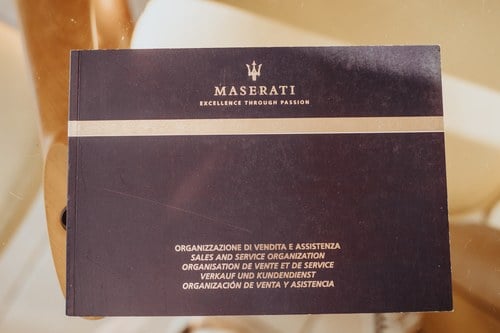 MASERATI
EXCELLENCE THROUGH PASSION
ORGANIZZAZIONE DI VENDITA E ASSISTENZA
SALES AND SERVICE ORGANIZATION
ORGANISATION DE VENTE ET DE SERVICE
VERKAUF UND KUNDENDIENST
ORGANIZACIÓN DE VENTA Y ASISTENCIA